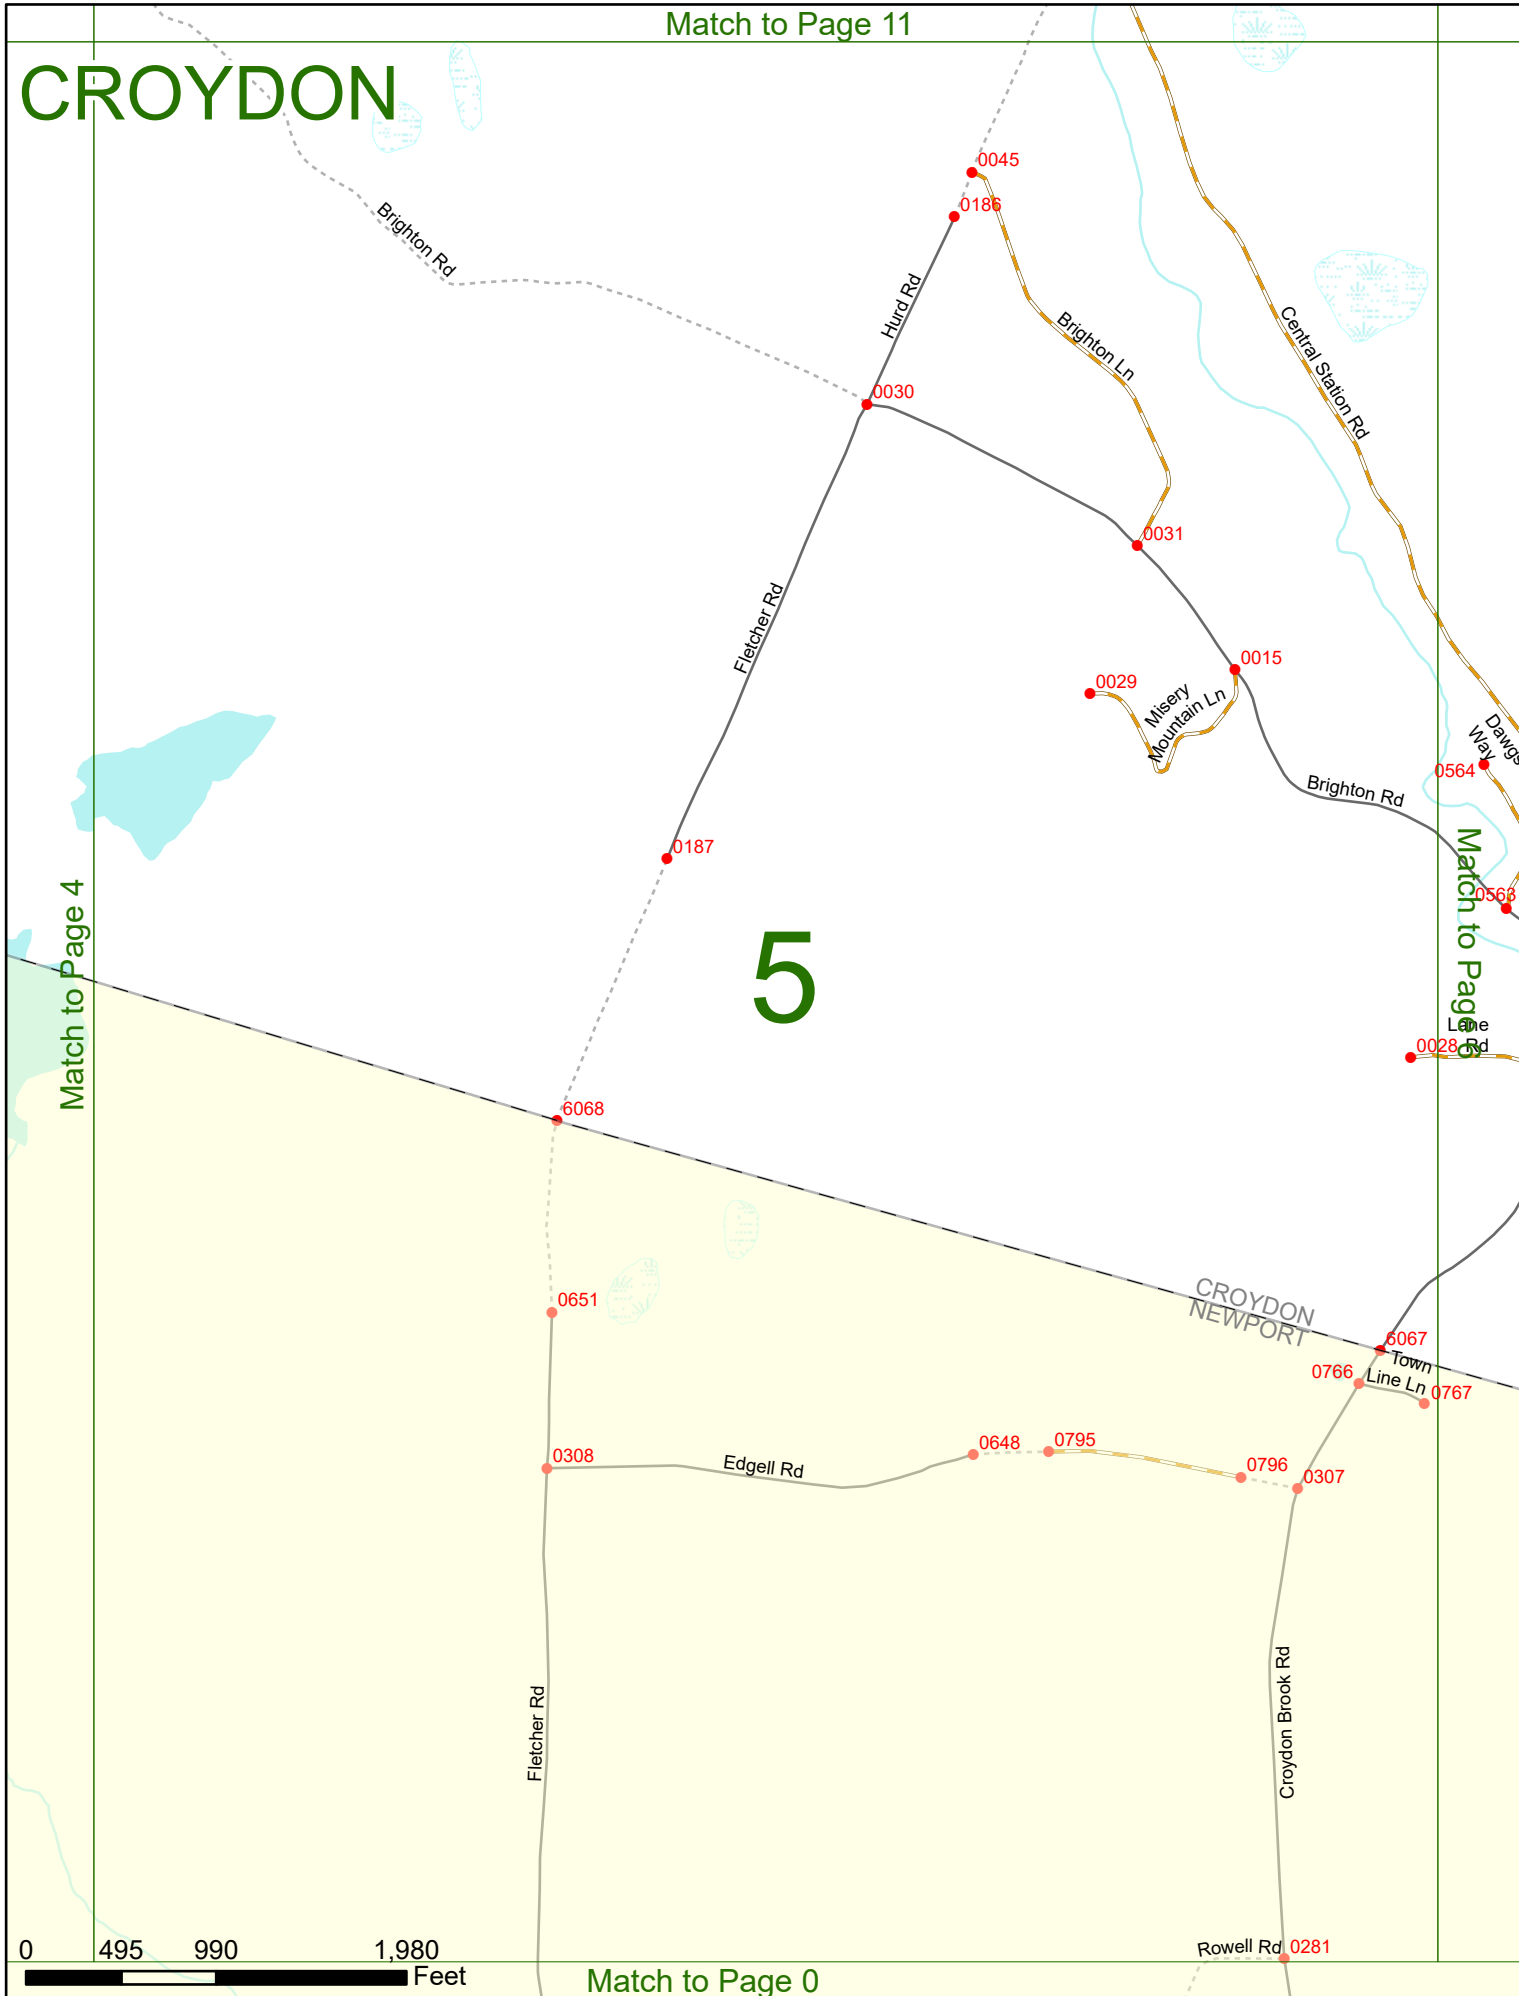 Match to Page 11
CROYDON
0045
0186
Brighton Rd
Hurd Rd
Brighton Ln
Central Station Rd
0030
0031
Fletcher Rd
0015
0029
Misery
Mountain Ln
Dawgs
Way
0564
Brighton Rd
0187
Match to Page 4
Match to Page 6
0563
5
Lane
Rd
0028
6068
CROYDON
NEWPORT
0651
6067
Town
Line Ln
0766
0767
0648
0795
0308
Edgell Rd
0796
0307
Fletcher Rd
Croydon Brook Rd
Rowell Rd
0281
0 495 990 1,980
Feet
Match to Page 0